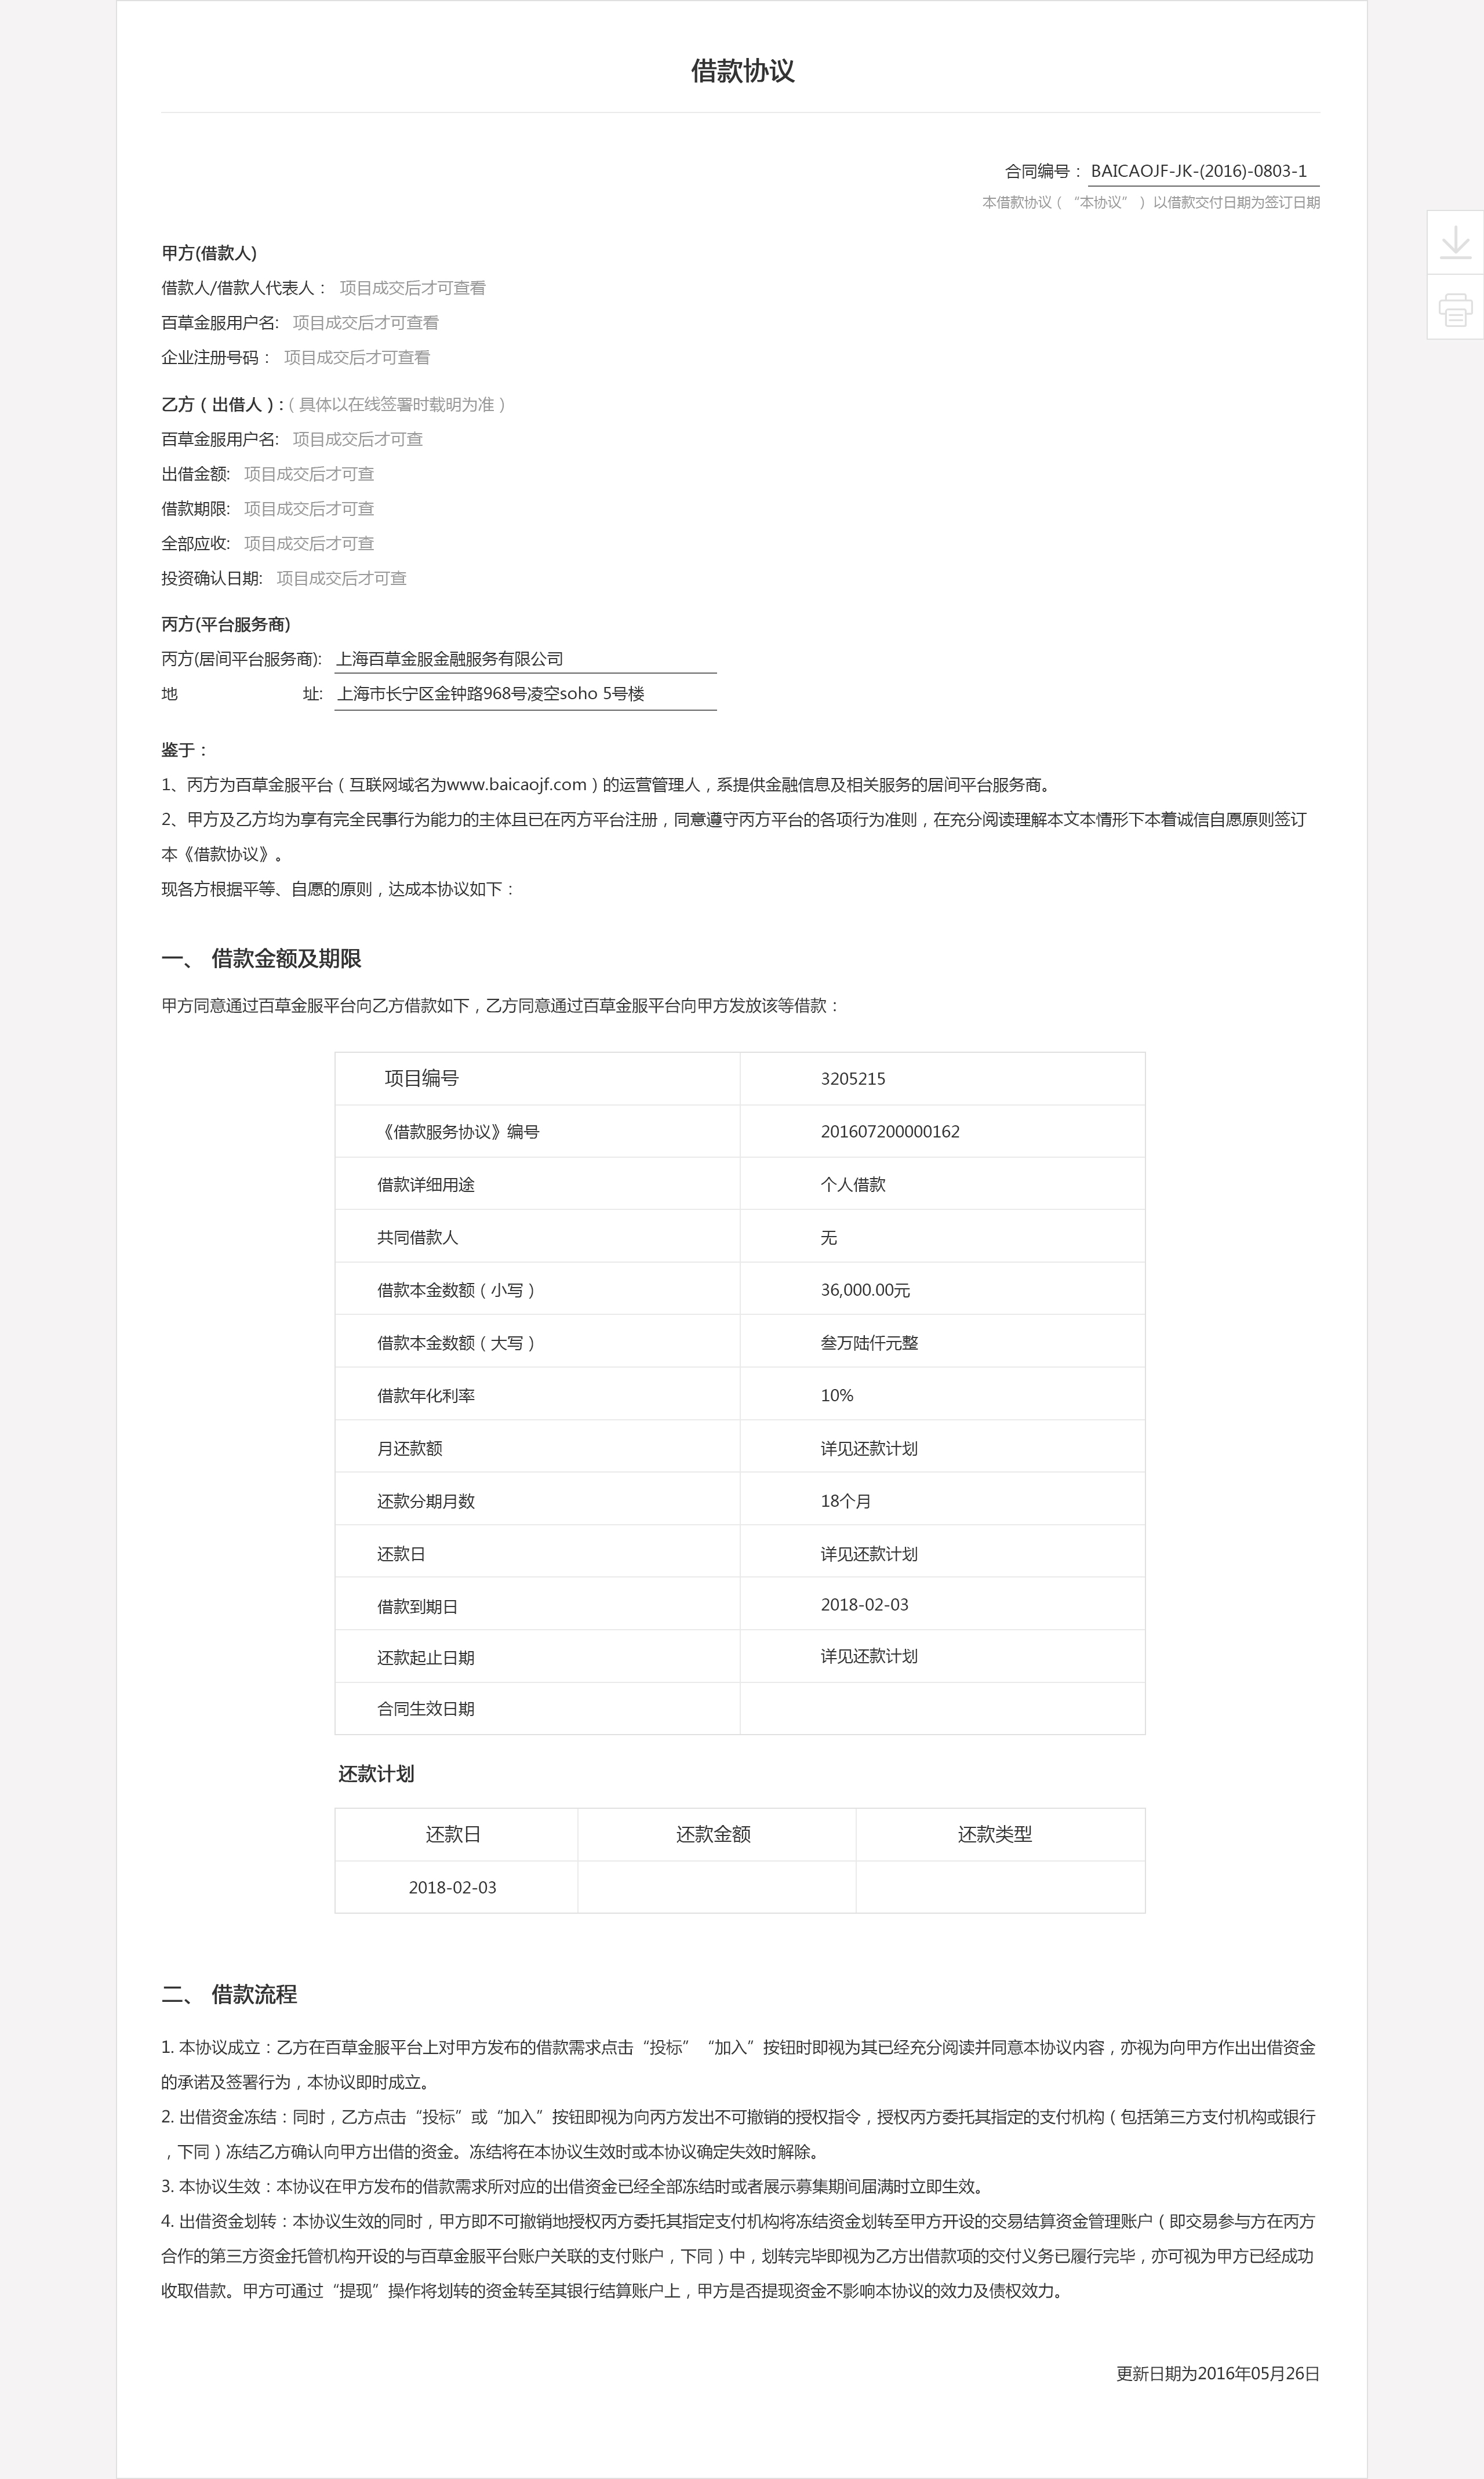 借款协议
合同编号： BAICAOJF-JK-(2016)-0803-1
本借款协议（ “本协议” ） 以借款交付日期为签订日期
甲方(借款人)
借款人/借款人代表人： 项目成交后才可查看
百草金服用户名: 项目成交后才可查看
企业注册号码： 项目成交后才可查看
乙方（出借人）:（具体以在线签署时载明为准）
百草金服用户名: 项目成交后才可查
出借金额: 项目成交后才可查
借款期限: 项目成交后才可查
全部应收: 项目成交后才可查
投资确认日期: 项目成交后才可查
丙方(平台服务商)
丙方(居间平台服务商): 上海百草金服金融服务有限公司
地 址: 上海市长宁区金钟路968号凌空soho 5号楼
鉴于：
1、丙方为百草金服平台（互联网域名为www.baicaojf.com）的运营管理人，系提供金融信息及相关服务的居间平台服务商。
2、甲方及乙方均为享有完全民事行为能力的主体且已在丙方平台注册，同意遵守丙方平台的各项行为准则，在充分阅读理解本文本情形下本着诚信自愿原则签订
本《借款协议》。
现各方根据平等、自愿的原则，达成本协议如下：
一、 借款金额及期限
甲方同意通过百草金服平台向乙方借款如下，乙方同意通过百草金服平台向甲方发放该等借款：
项目编号 3205215
《借款服务协议》编号 201607200000162
借款详细用途 个人借款
共同借款人 无
借款本金数额（小写） 36,000.00元
借款本金数额（大写） 叁万陆仟元整
借款年化利率 10%
月还款额 详见还款计划
还款分期月数 18个月
还款日 详见还款计划
借款到期日 2018-02-03
还款起止日期 详见还款计划
合同生效日期
还款计划
还款日 还款金额 还款类型
2018-02-03
二、 借款流程
1. 本协议成立：乙方在百草金服平台上对甲方发布的借款需求点击“投标” “加入”按钮时即视为其已经充分阅读并同意本协议内容，亦视为向甲方作出出借资金
的承诺及签署行为，本协议即时成立。
2. 出借资金冻结：同时，乙方点击“投标”或“加入”按钮即视为向丙方发出不可撤销的授权指令，授权丙方委托其指定的支付机构（包括第三方支付机构或银行
，下同）冻结乙方确认向甲方出借的资金。冻结将在本协议生效时或本协议确定失效时解除。
3. 本协议生效：本协议在甲方发布的借款需求所对应的出借资金已经全部冻结时或者展示募集期间届满时立即生效。
4. 出借资金划转：本协议生效的同时，甲方即不可撤销地授权丙方委托其指定支付机构将冻结资金划转至甲方开设的交易结算资金管理账户（即交易参与方在丙方
合作的第三方资金托管机构开设的与百草金服平台账户关联的支付账户，下同）中，划转完毕即视为乙方出借款项的交付义务已履行完毕，亦可视为甲方已经成功
收取借款。甲方可通过“提现”操作将划转的资金转至其银行结算账户上，甲方是否提现资金不影响本协议的效力及债权效力。
更新日期为2016年05月26日